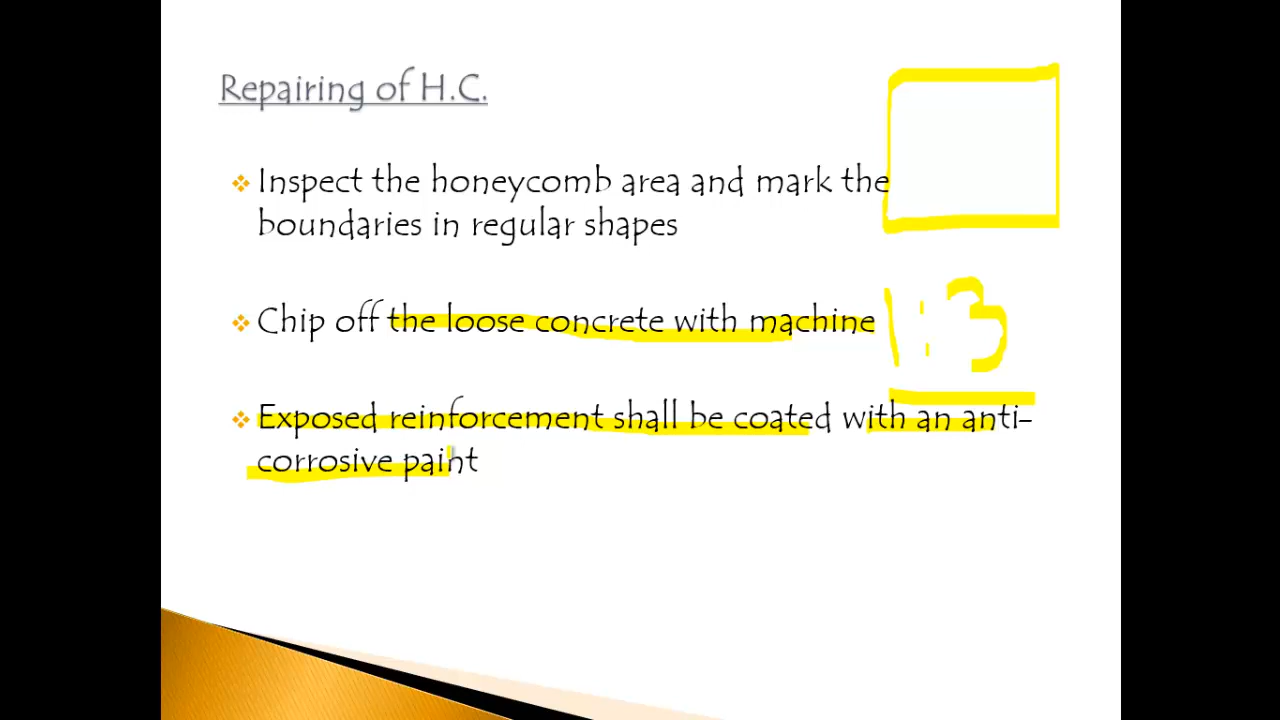 Repairing of H.C.
Inspect the honeycomb area and mark the
boundaries in regular shapes
Chip off the loose concrete with machine
1:3
Exposed reinforcement shall be coated with an anti-
corrosive paint